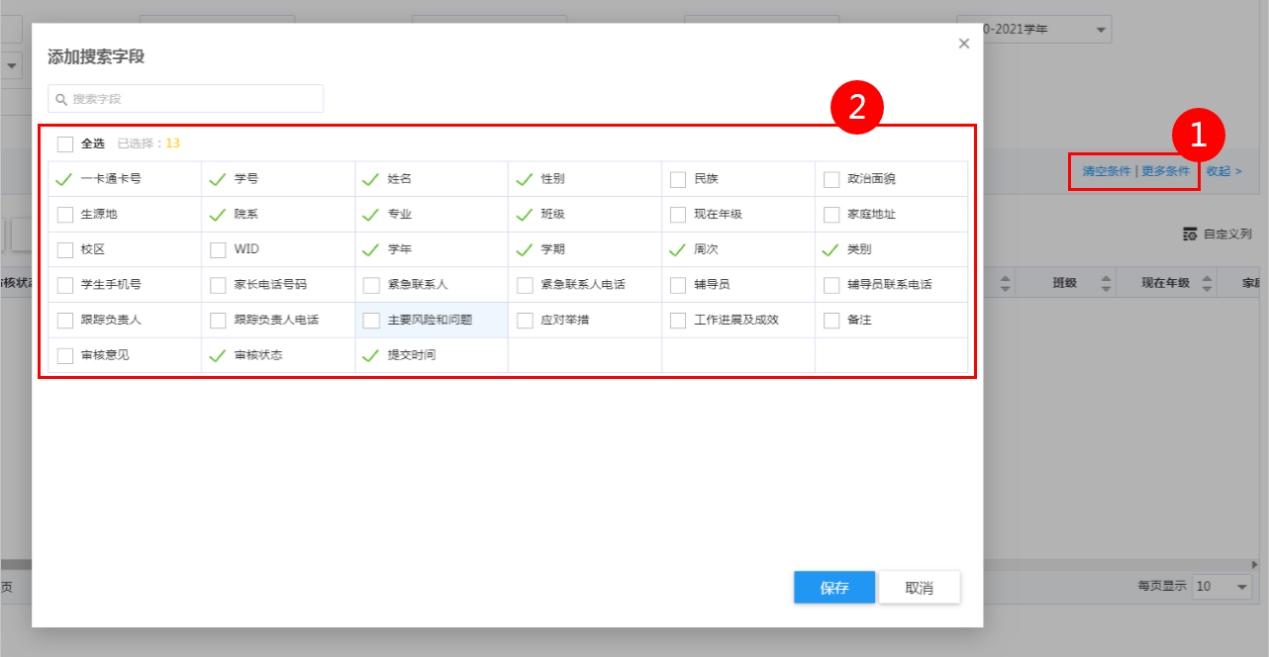 0-2021学年
添加搜索字段
搜索字段
2
1
全选 已选择：13
清空条件 | 更多条件 收起 >
一卡通卡号 学号 姓名 性别 民族 政治面貌
生源地 院系 专业 班级 现在年级 家庭地址
自定义列
校区 WID 学年 学期 周次 类别
学生手机号 家长电话号码 紧急联系人 紧急联系人电话 辅导员 辅导员联系电话
核状 班级 现在年级
跟踪负责人 跟踪负责人电话 主要风险和问题 应对举措 工作进展及成效 备注
审核意见 审核状态 提交时间
保存 取消
页 每页显示 10